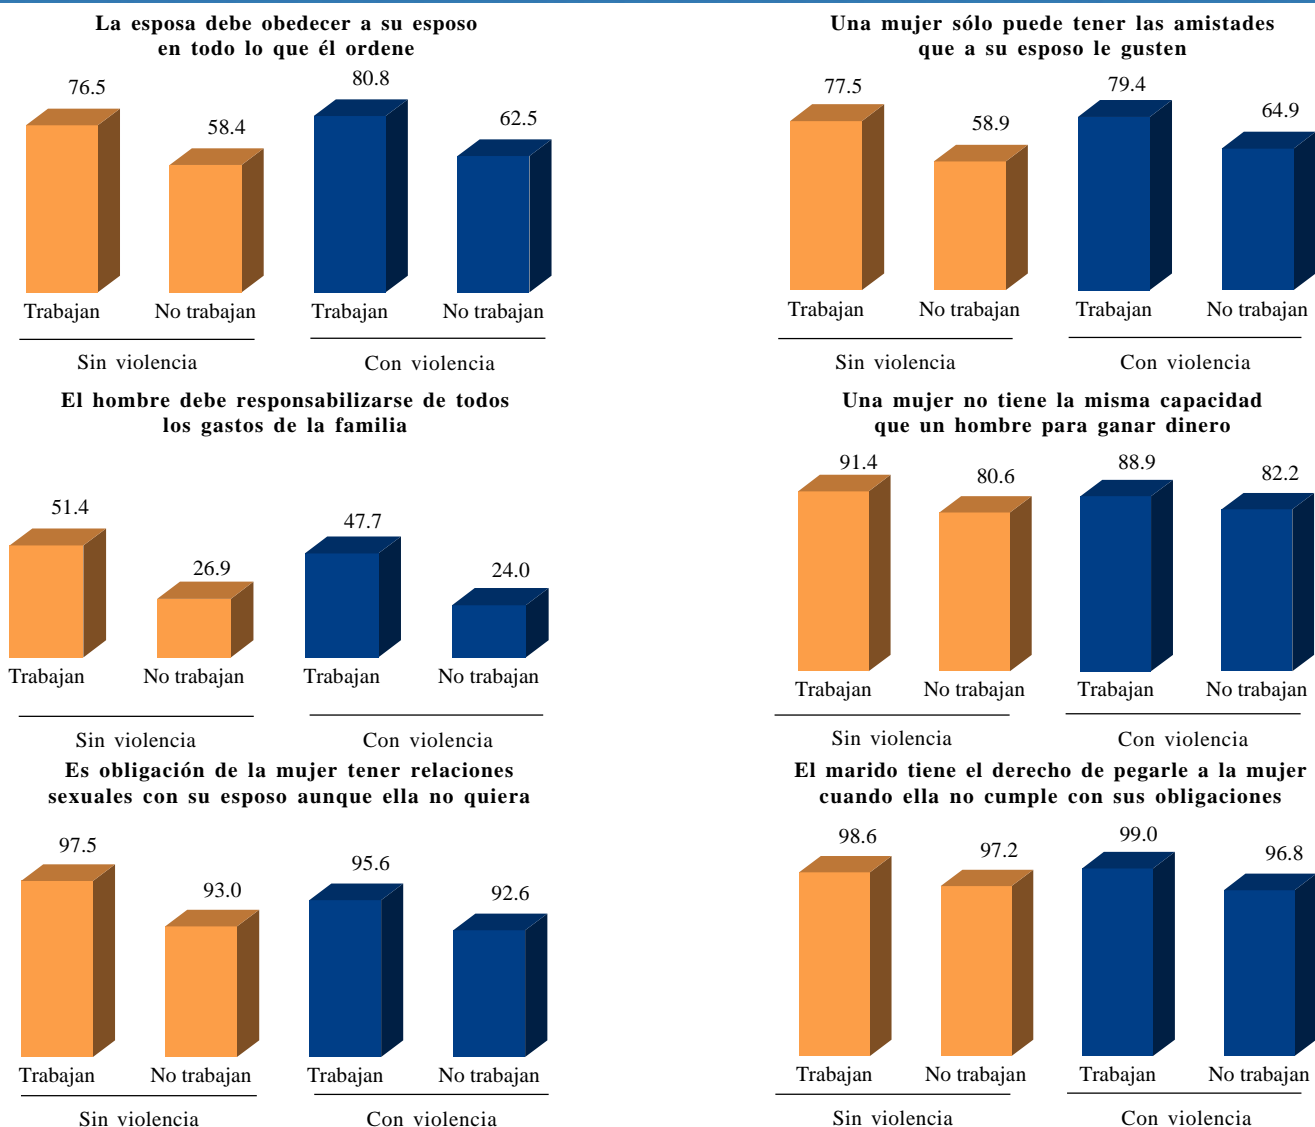 La esposa debe obedecer a su esposo
en todo lo que él ordene
76.5
58.4
80.8
62.5
Trabajan
No trabajan
Trabajan
No trabajan
Sin violencia
Con violencia
Una mujer sólo puede tener las amistades
que a su esposo le gusten
77.5
58.9
79.4
64.9
Trabajan
No trabajan
Trabajan
No trabajan
Sin violencia
Con violencia
El hombre debe responsabilizarse de todos
los gastos de la familia
51.4
26.9
47.7
24.0
Trabajan
No trabajan
Trabajan
No trabajan
Sin violencia
Con violencia
Una mujer no tiene la misma capacidad
que un hombre para ganar dinero
91.4
80.6
88.9
82.2
Trabajan
No trabajan
Trabajan
No trabajan
Sin violencia
Con violencia
Es obligación de la mujer tener relaciones
sexuales con su esposo aunque ella no quiera
97.5
93.0
95.6
92.6
Trabajan
No trabajan
Trabajan
No trabajan
Sin violencia
Con violencia
El marido tiene el derecho de pegarle a la mujer
cuando ella no cumple con sus obligaciones
98.6
97.2
99.0
96.8
Trabajan
No trabajan
Trabajan
No trabajan
Sin violencia
Con violencia